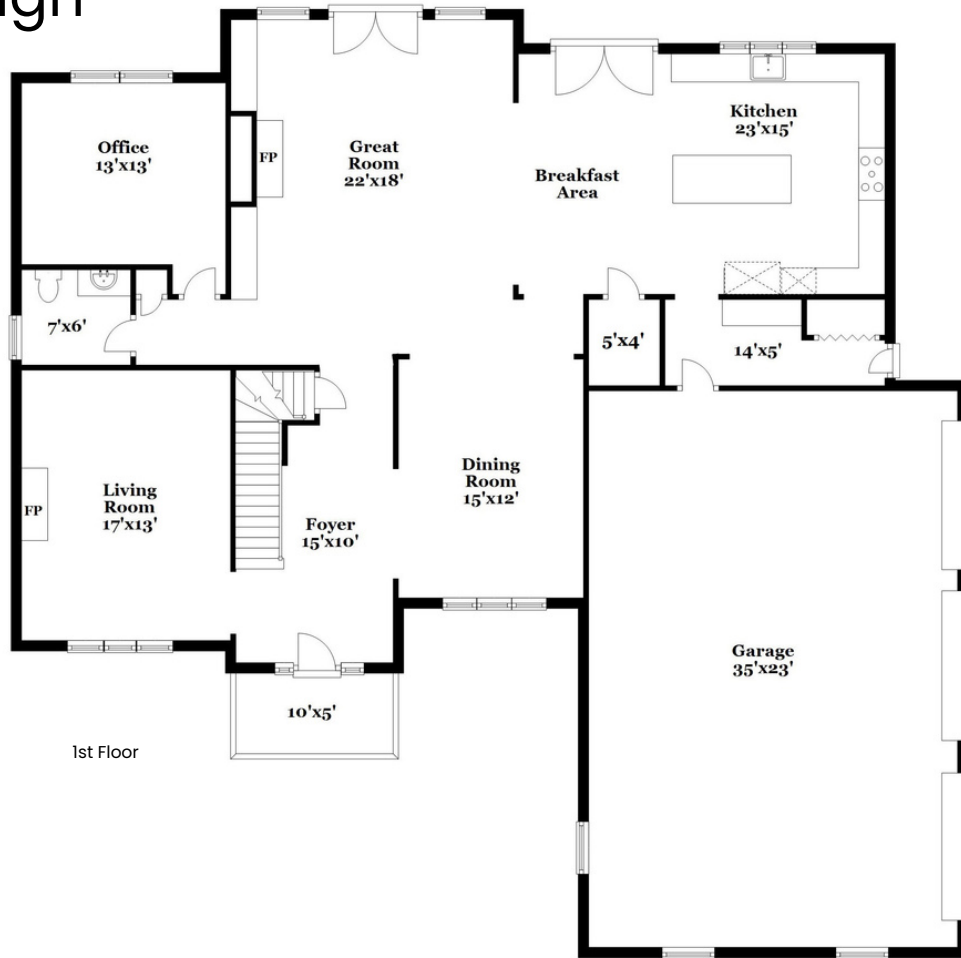 Office
13'x13'
FP
Great
Room
22'x18'
Breakfast
Area
Kitchen
23'x15'
7'x6'
5'x4'
14'x5'
FP
Living
Room
17'x13'
Foyer
15'x10'
Dining
Room
15'x12'
Garage
35'x23'
10'x5'
1st Floor